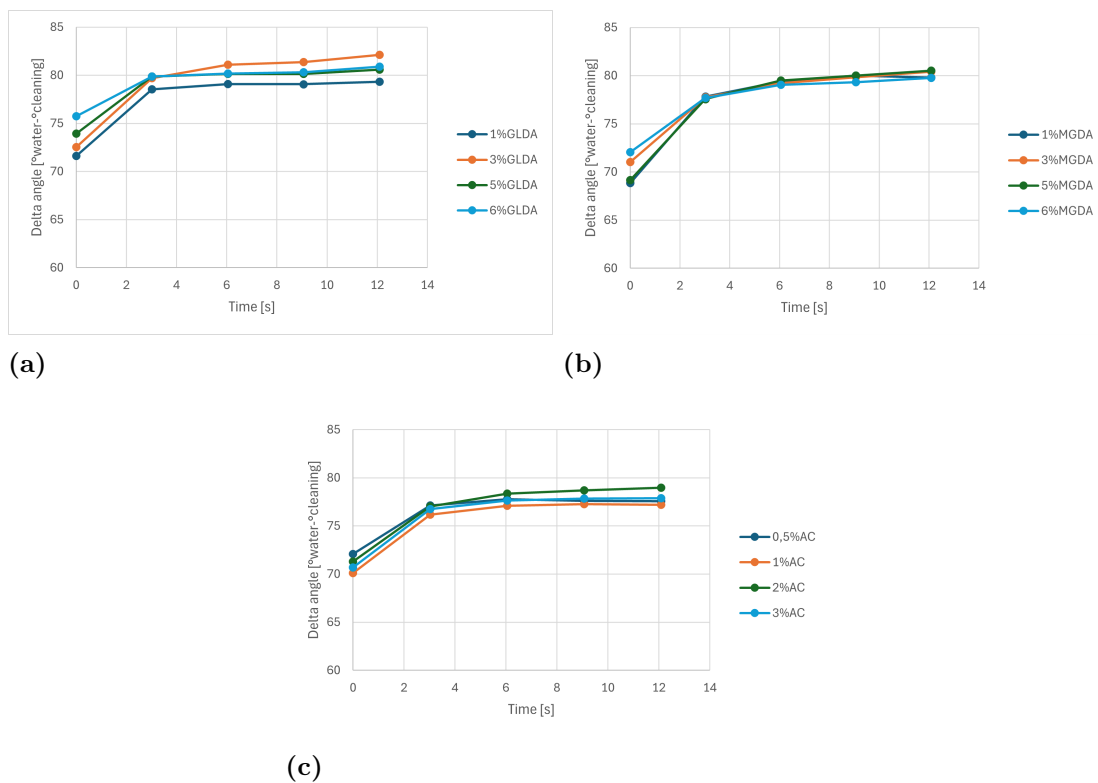 85
80
75
70
65
60
Delta angle [°water-°cleaning]
0 2 4 6 8 10 12 14
Time [s]
1%GLDA
3%GLDA
5%GLDA
6%GLDA
(a)
85
80
75
70
65
60
Delta angle [°water-°cleaning]
0 2 4 6 8 10 12 14
Time [s]
1%MGDA
3%MGDA
5%MGDA
6%MGDA
(b)
85
80
75
70
65
60
Delta angle [°water-°cleaning]
0 2 4 6 8 10 12 14
Time [s]
0,5%AC
1%AC
2%AC
3%AC
(c)